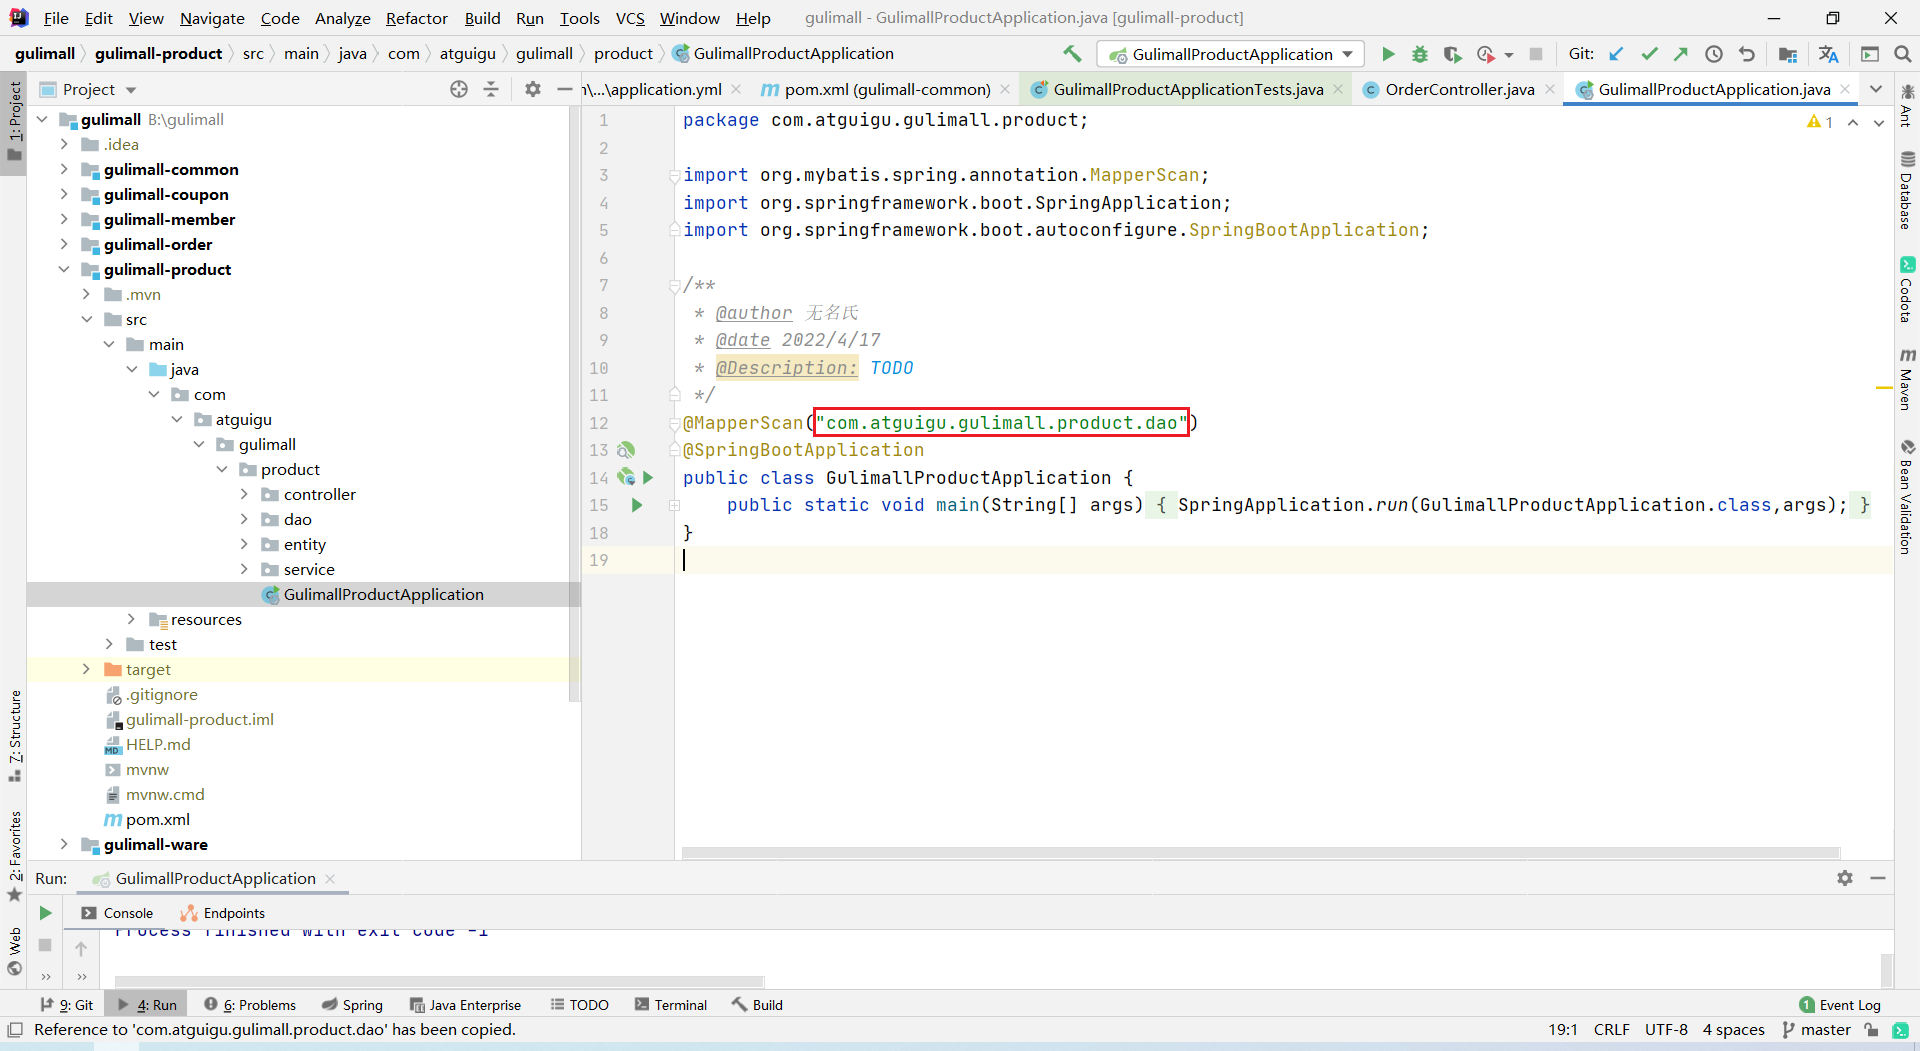 File Edit View Navigate Code Analyze Refactor Build Run Tools VCS Window Help gulimall - GulimallProductApplication.java [gulimall-product]
gulimall gulimall-product src main java com atguigu gulimall product GulimallProductApplication GulimallProductApplication Git:
Project n\...\application.yml pom.xml (gulimall-common) GulimallProductApplicationTests.java OrderController.java GulimallProductApplication.java
1: Project
7: Structure
2: Favorites
Web
gulimall B:\gulimall
.idea
gulimall-common
gulimall-coupon
gulimall-member
gulimall-order
gulimall-product
.mvn
src
main
java
com
atguigu
gulimall
product
controller
dao
entity
service
GulimallProductApplication
resources
test
target
.gitignore
gulimall-product.iml
HELP.md
mvnw
mvnw.cmd
pom.xml
gulimall-ware
1 package com.atguigu.gulimall.product;
2
3 import org.mybatis.spring.annotation.MapperScan;
4 import org.springframework.boot.SpringApplication;
5 import org.springframework.boot.autoconfigure.SpringBootApplication;
6
7 /**
8 * @author 无名氏
9 * @date 2022/4/17
10 * @Description: TODO
11 */
12 @MapperScan("com.atguigu.gulimall.product.dao")
13 @SpringBootApplication
14 public class GulimallProductApplication {
15 public static void main(String[] args) { SpringApplication.run(GulimallProductApplication.class,args); }
18 }
19
1
Ant
Database
Codota
Maven
Bean Validation
Run: GulimallProductApplication
Console Endpoints
Process finished with exit code -1
9: Git 4: Run 6: Problems Spring Java Enterprise TODO Terminal Build 1 Event Log
Reference to 'com.atguigu.gulimall.product.dao' has been copied. 19:1 CRLF UTF-8 4 spaces master